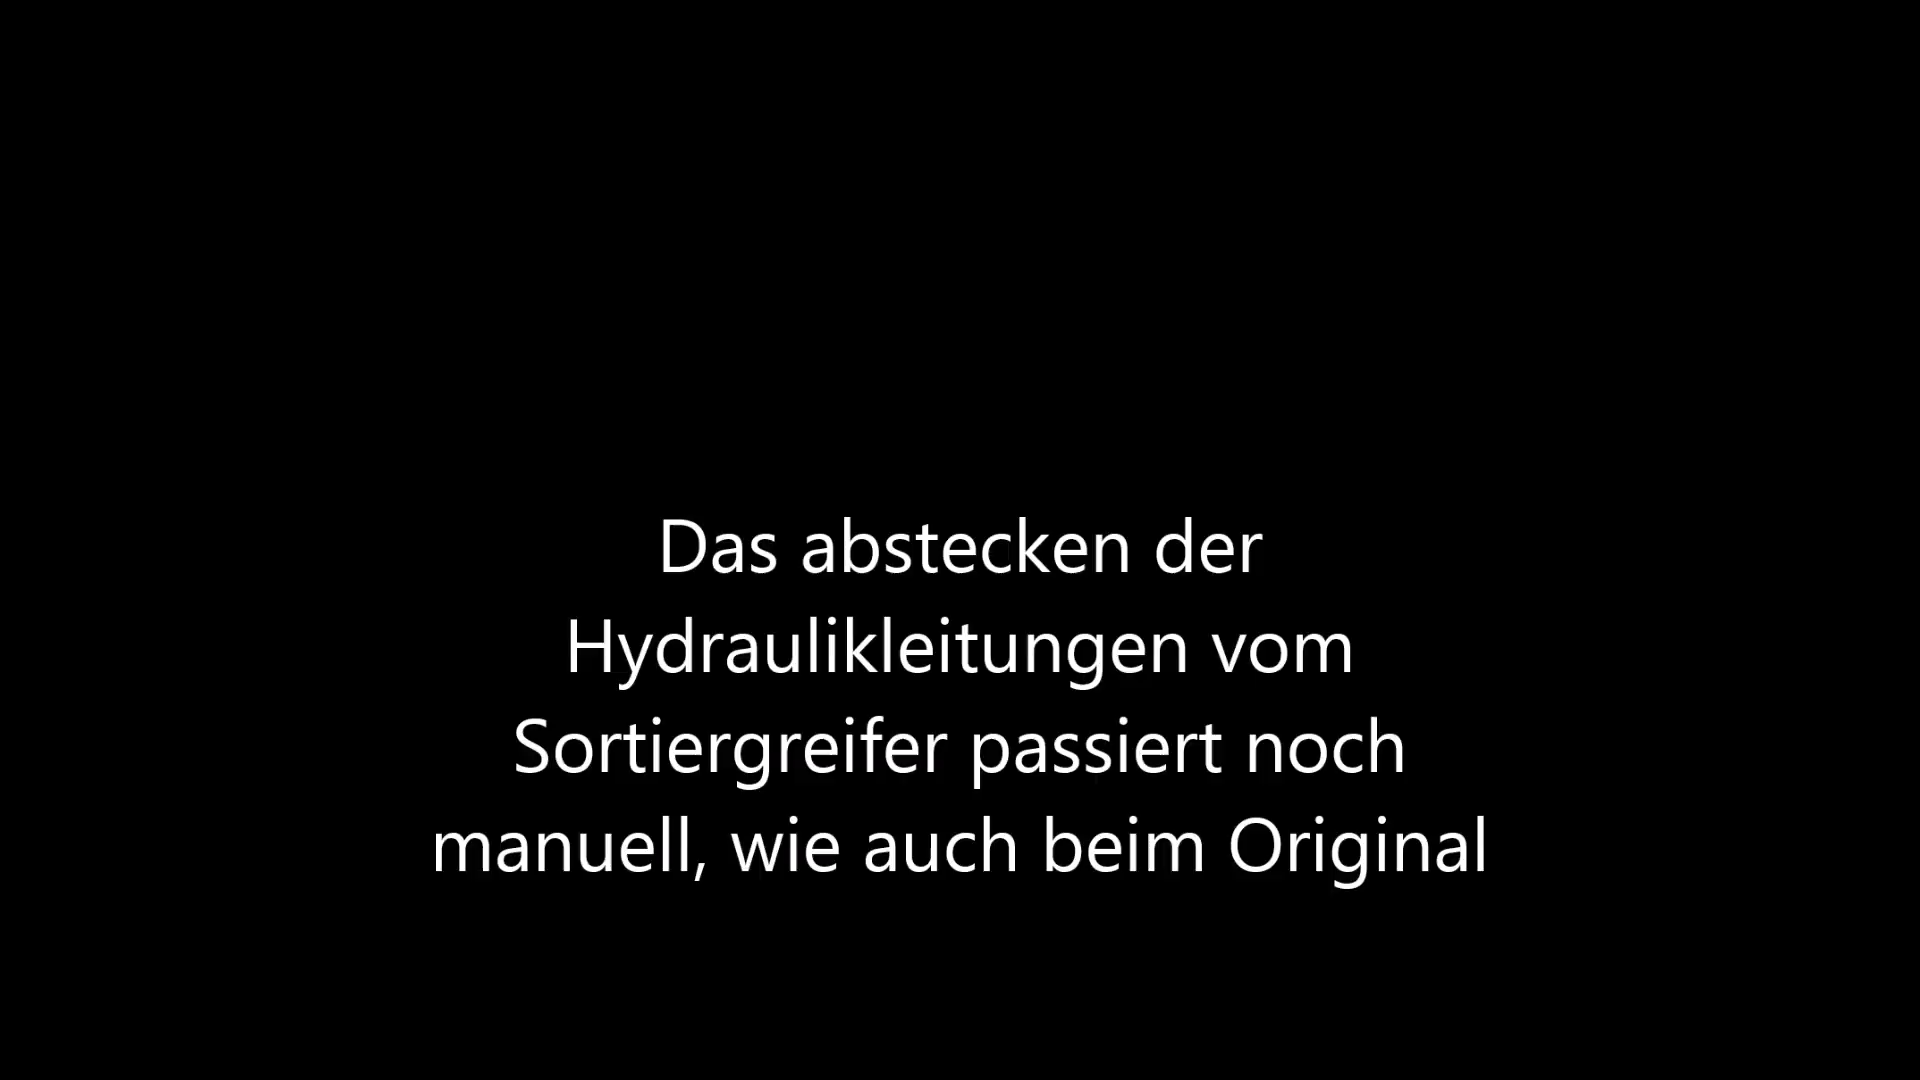 Das abstecken der
Hydraulikleitungen vom
Sortiergreifer passiert noch
manuell, wie auch beim Original